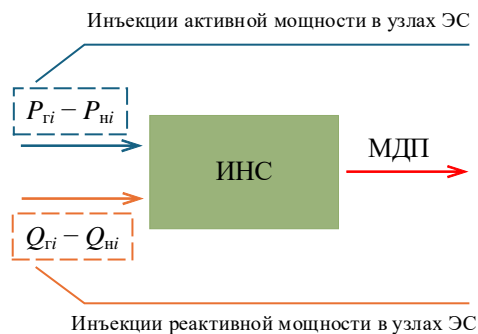 Инъекции активной мощности в узлах ЭС
Pгi − Pнi
ИНС
МДП
Qгi − Qнi
Инъекции реактивной мощности в узлах ЭС